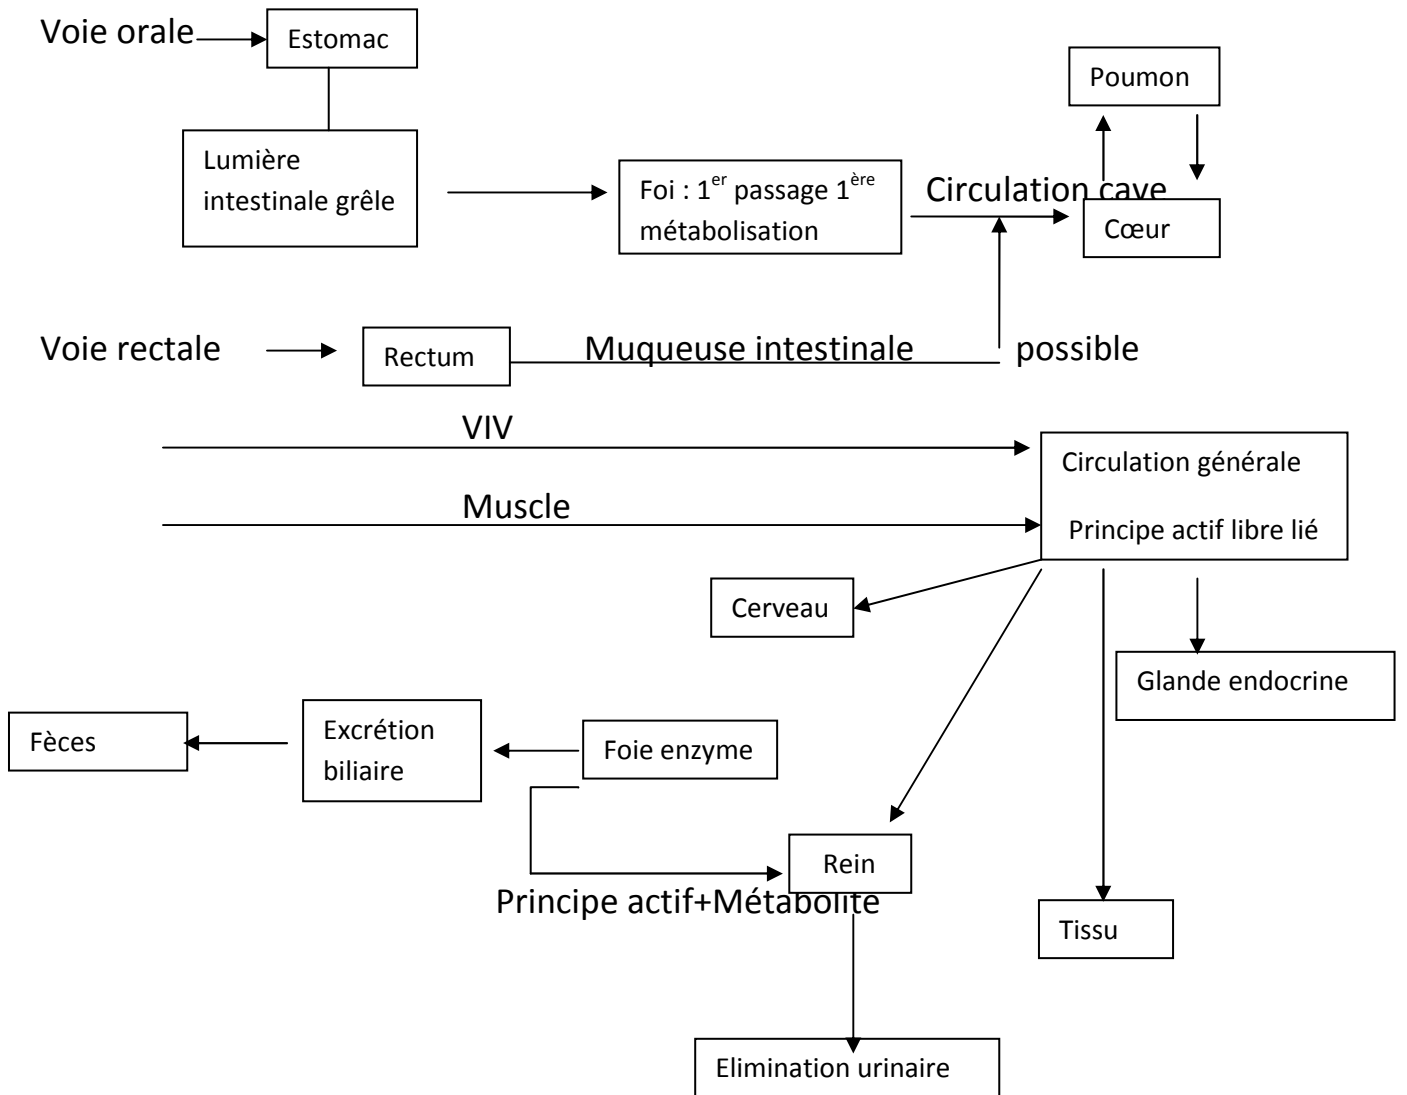 Voie orale
Estomac
Poumon
Lumière
intestinale grêle
Foi : 1er passage 1ère
métabolisation
Circulation cave
Cœur
Voie rectale
Rectum
Muqueuse intestinale
possible
VIV
Circulation générale
Muscle
Principe actif libre lié
Cerveau
Glande endocrine
Fèces
Excrétion
biliaire
Foie enzyme
Rein
Principe actif+Métabolite
Tissu
Elimination urinaire